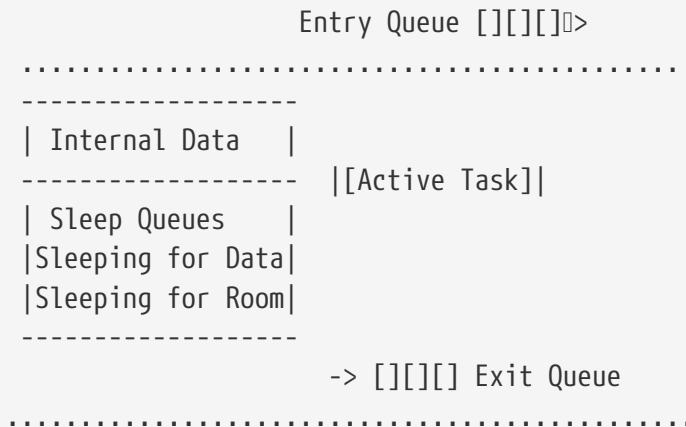 Entry Queue [][][]▯>
.............................................
-------------------
| Internal Data   |
-------------------  |[Active Task]|
| Sleep Queues    |
|Sleeping for Data|
|Sleeping for Room|
-------------------
-> [][][] Exit Queue
..............................................